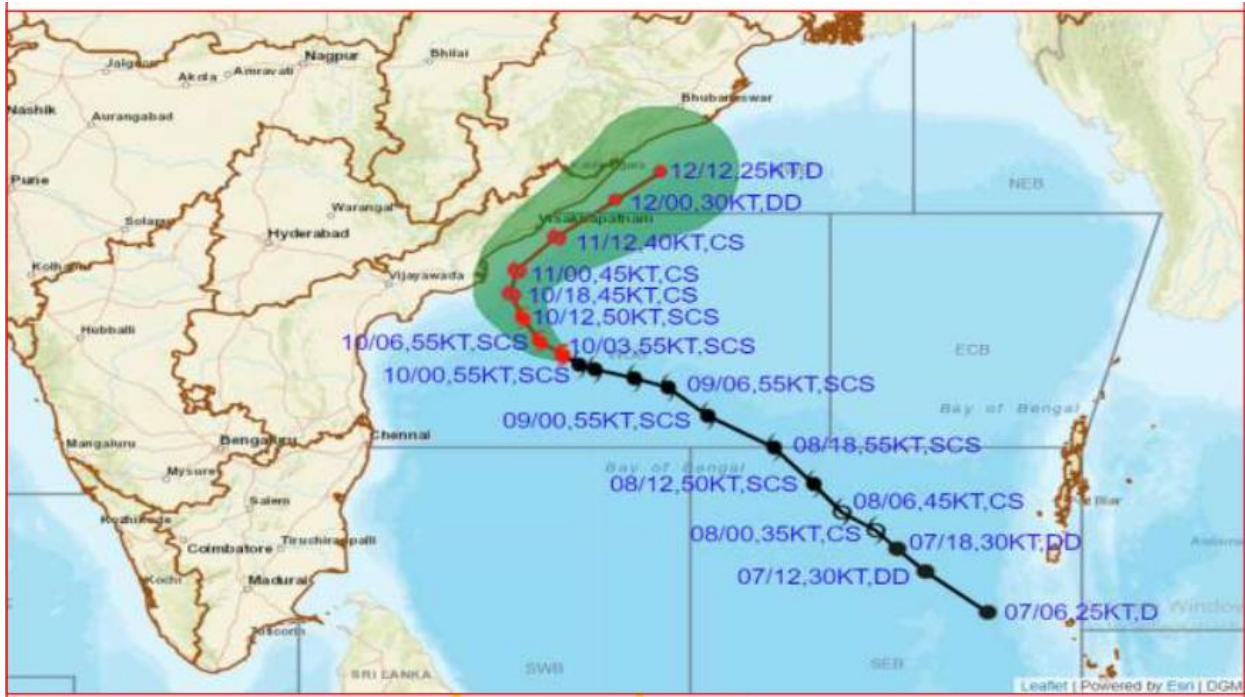 Nagpur
Bhilai
Jalgaon
Amravati
Akola
Nashik
Aurangabad
Bhubaneswar
Pune
12/12,25KT,D
NEB
12/00,30KT,DD
Warangal
Solapur
Visakhapatnam
Hyderabad
11/12,40KT,CS
Vijayawada
11/00,45KT,CS
10/18,45KT,CS
10/12,50KT,SCS
Hubballi
10/06,55KT,SCS
10/03,55KT,SCS
ECB
10/00,55KT,SCS
09/06,55KT,SCS
Bay of Bengal
09/00,55KT,SCS
Chennai
Mangaluru
Bengaluru
08/18,55KT,SCS
Bay of Bengal
Mysuru
08/12,50KT,SCS
08/06,45KT,CS
Salem
Kozhikode
08/00,35KT,CS
Coimbatore
Tiruchirappalli
07/18,30KT,DD
07/12,30KT,DD
Kochi
Madurai
07/06,25KT,D
SRI LANKA
SWB
SEB
Leaflet | Powered by Esri | DGM